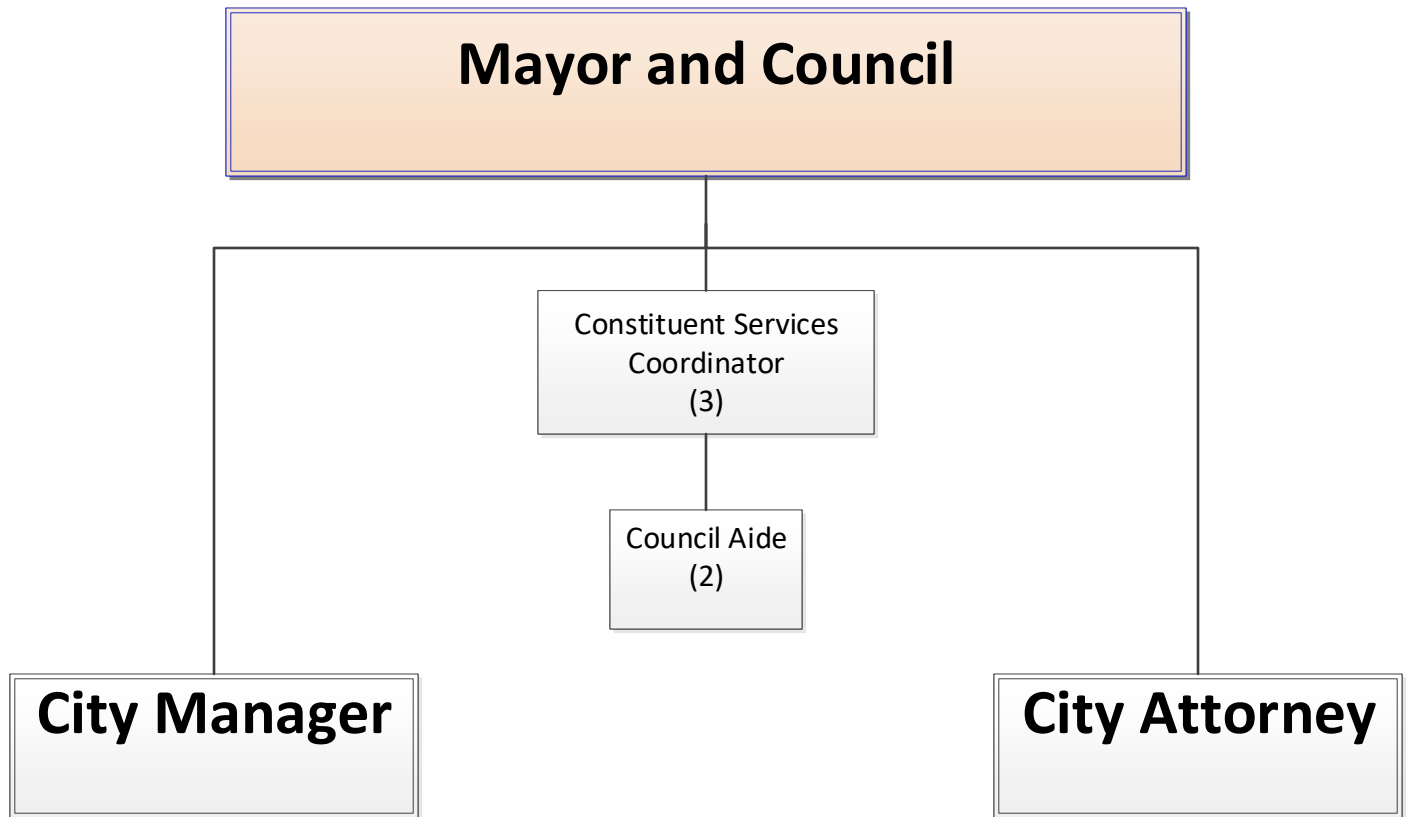 Mayor and Council
Constituent Services
Coordinator
(3)
Council Aide
(2)
City Manager
City Attorney